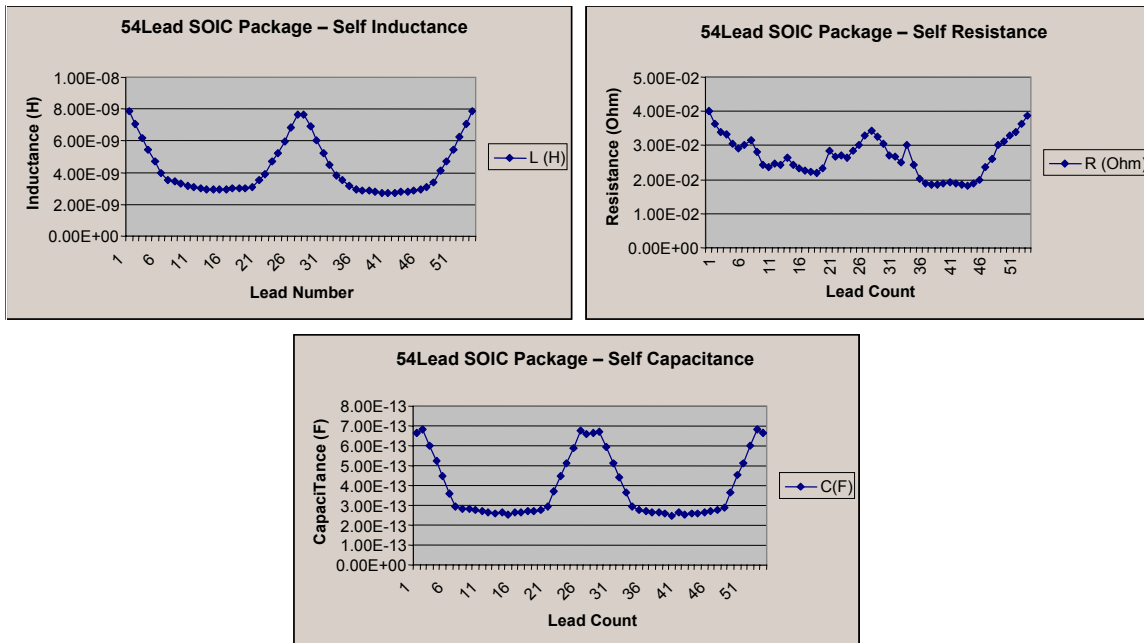 54Lead SOIC Package – Self Inductance
1.00E-08
8.00E-09
6.00E-09
4.00E-09
2.00E-09
0.00E+00
Inductance (H)
1 6 11 16 21 26 31 36 41 46 51
Lead Number
L (H)
54Lead SOIC Package – Self Resistance
5.00E-02
4.00E-02
3.00E-02
2.00E-02
1.00E-02
0.00E+00
Resistance (Ohm)
1 6 11 16 21 26 31 36 41 46 51
Lead Count
R (Ohm)
54Lead SOIC Package – Self Capacitance
8.00E-13
7.00E-13
6.00E-13
5.00E-13
4.00E-13
3.00E-13
2.00E-13
1.00E-13
0.00E+00
CapaciTance (F)
1 6 11 16 21 26 31 36 41 46 51
Lead Count
C(F)